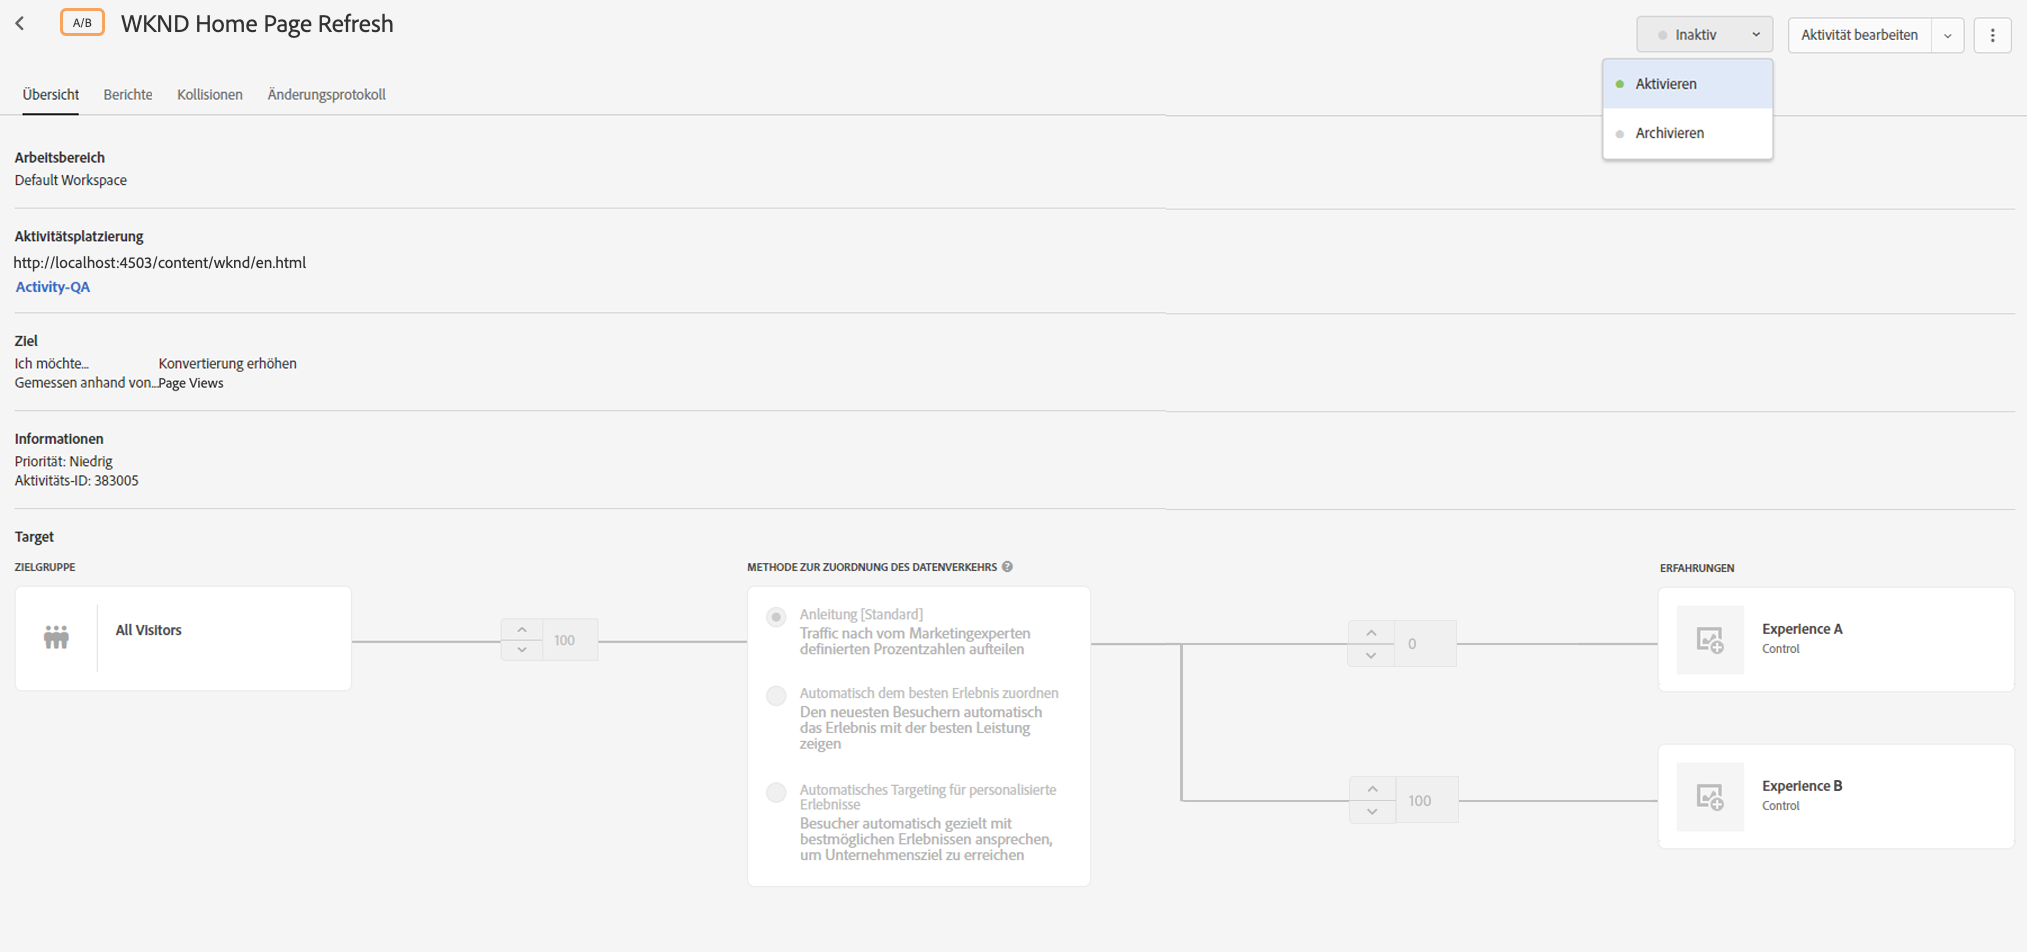 A/B
WKND Home Page Refresh
Inaktiv
Aktivität bearbeiten
Aktivieren
Archivieren
Übersicht
Berichte
Kollisionen
Änderungsprotokoll
Arbeitsbereich
Default Workspace
Aktivitätsplatzierung
http://localhost:4503/content/wknd/en.html
Activity-QA
Ziel
Ich möchte... Konvertierung erhöhen
Gemessen anhand von...Page Views
Informationen
Priorität: Niedrig
Aktivitäts-ID: 383005
Target
ZIELGRUPPE
All Visitors
100
METHODE ZUR ZUORDNUNG DES DATENVERKEHRS ?
Anleitung [Standard]
Traffic nach vom Marketingexperten
definierten Prozentzahlen aufteilen
Automatisch dem besten Erlebnis zuordnen
Den neuesten Besuchern automatisch
das Erlebnis mit der besten Leistung
zeigen
Automatisches Targeting für personalisierte
Erlebnisse
Besucher automatisch gezielt mit
bestmöglichen Erlebnissen ansprechen,
um Unternehmensziel zu erreichen
0
100
ERFAHRUNGEN
Experience A
Control
Experience B
Control